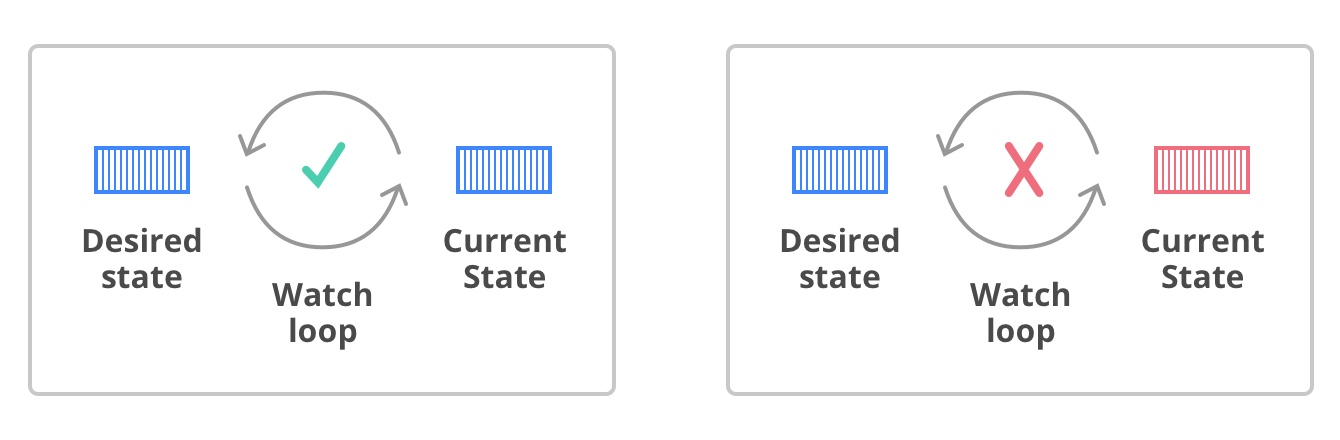 Desired
state
Watch
loop
Current
State
Desired
state
Watch
loop
Current
State